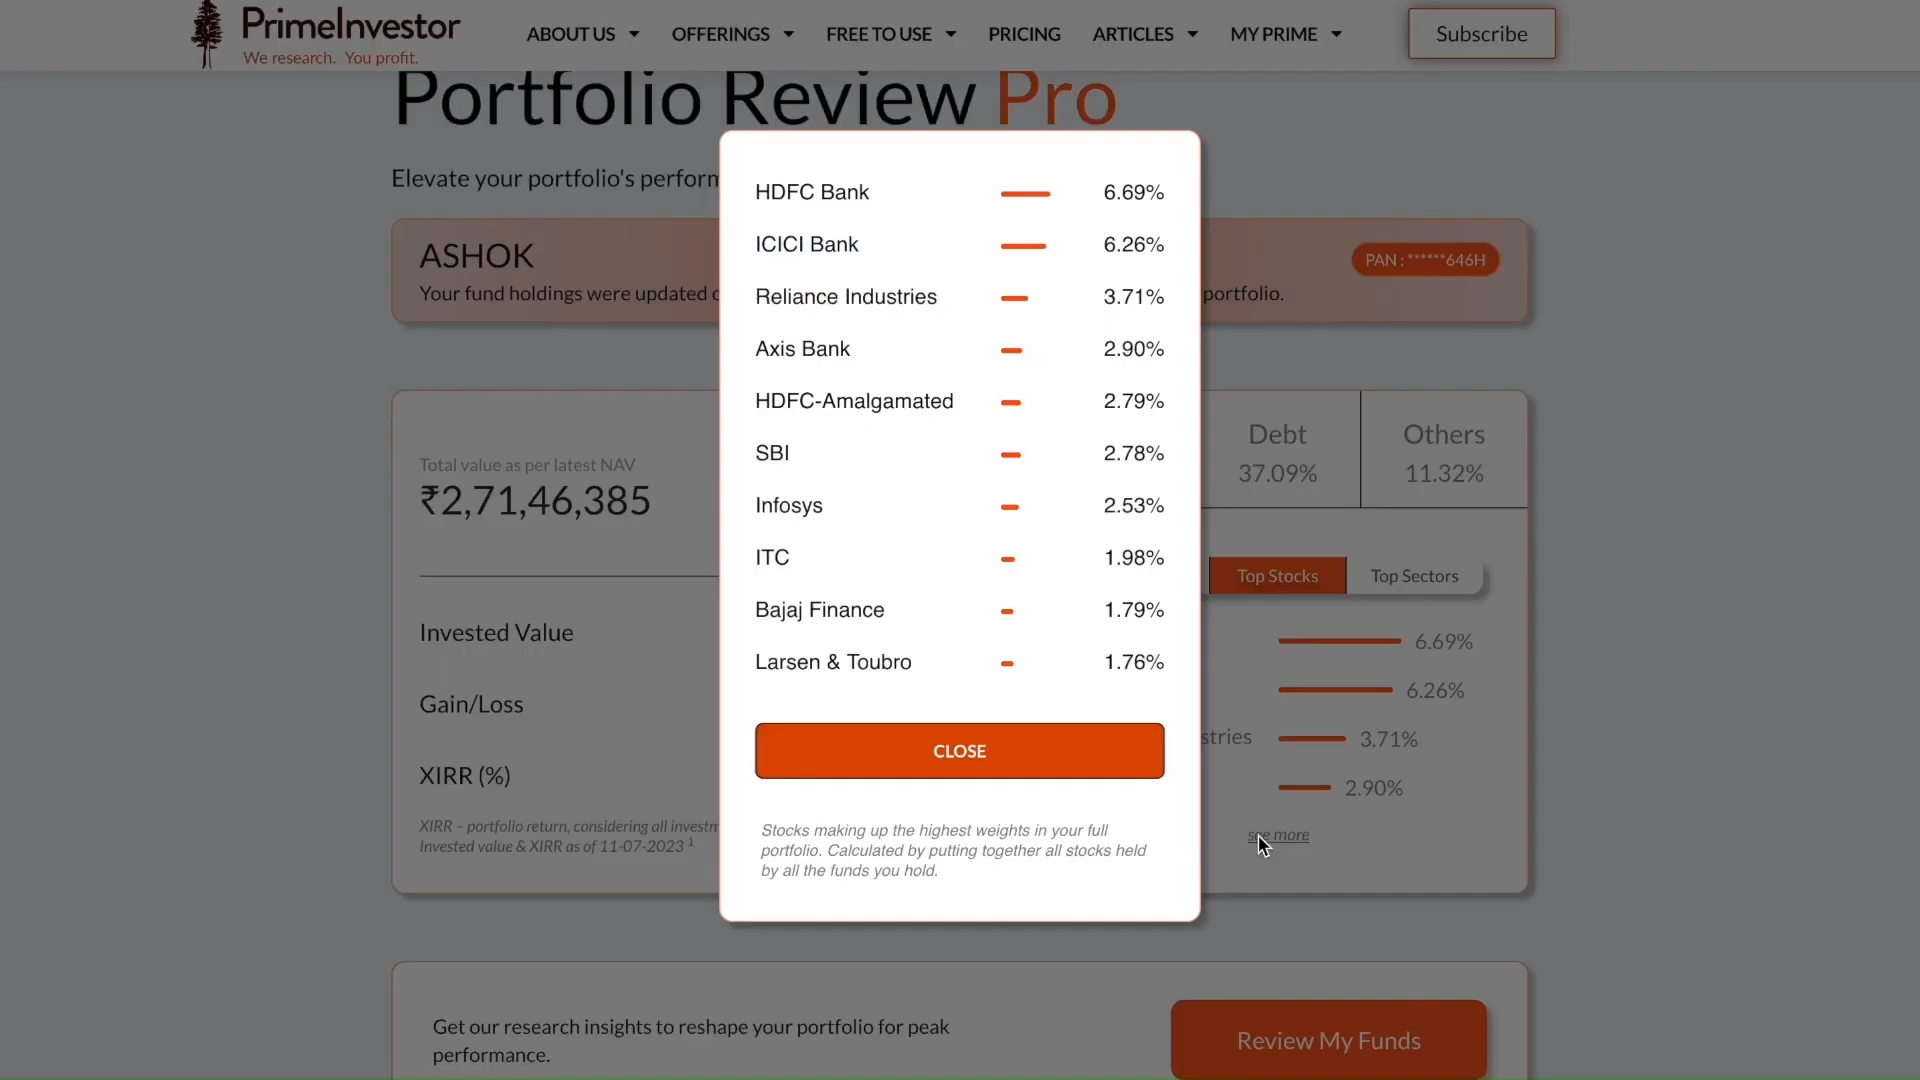 PrimeInvestor
We research. You profit.
ABOUT US
OFFERINGS
FREE TO USE
PRICING
ARTICLES
MY PRIME
Subscribe
Portfolio Review Pro
Elevate your portfolio's perform
ASHOK
PAN : ******646H
Your fund holdings were updated
portfolio.
HDFC Bank 6.69%
ICICI Bank 6.26%
Reliance Industries 3.71%
Axis Bank 2.90%
HDFC-Amalgamated 2.79%
SBI 2.78%
Infosys 2.53%
ITC 1.98%
Bajaj Finance 1.79%
Larsen & Toubro 1.76%
CLOSE
Stocks making up the highest weights in your full
portfolio. Calculated by putting together all stocks held
by all the funds you hold.
Total value as per latest NAV
₹2,71,46,385
Invested Value
Gain/Loss
XIRR (%)
XIRR – portfolio return, considering all investm
Invested value & XIRR as of 11-07-2023 1
Debt
37.09%
Others
11.32%
Top Stocks
Top Sectors
6.69%
6.26%
stries 3.71%
2.90%
see more
Get our research insights to reshape your portfolio for peak
performance.
Review My Funds